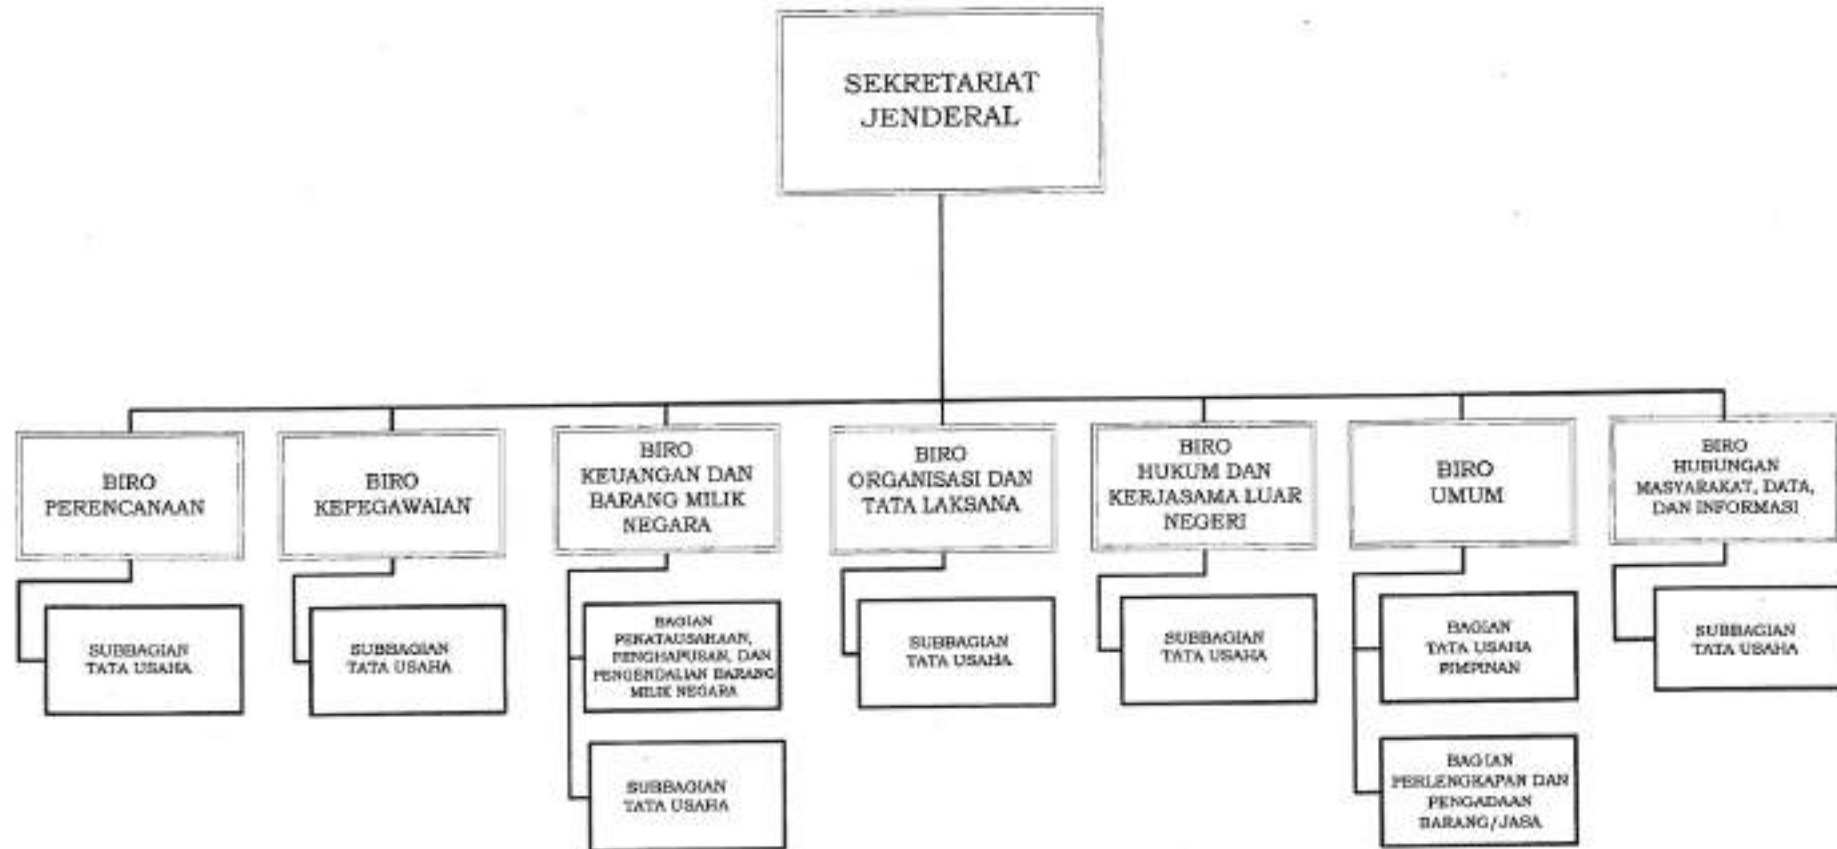 SEKRETARIAT
JENDERAL
BIRO
PERENCANAAN
BIRO
KEPEGAWAIAN
BIRO
KEUANGAN DAN
BARANG MILIK
NEGARA
BIRO
ORGANISASI DAN
TATA LAKSANA
BIRO
HUKUM DAN
KERJASAMA LUAR
NEGERI
BIRO
UMUM
BIRO
HUBUNGAN
MASYARAKAT, DATA,
DAN INFORMASI
SUBBAGIAN
TATA USAHA
SUBBAGIAN
TATA USAHA
BAGIAN
PENATAUSAHAAN,
PENGHAPUSAN, DAN
PENGENDALIAN BARANG
MILIK NEGARA
SUBBAGIAN
TATA USAHA
SUBBAGIAN
TATA USAHA
SUBBAGIAN
TATA USAHA
BAGIAN
TATA USAHA
PIMPINAN
BAGIAN
PERLENGKAPAN DAN
PENGADAAN
BARANG/JASA
SUBBAGIAN
TATA USAHA